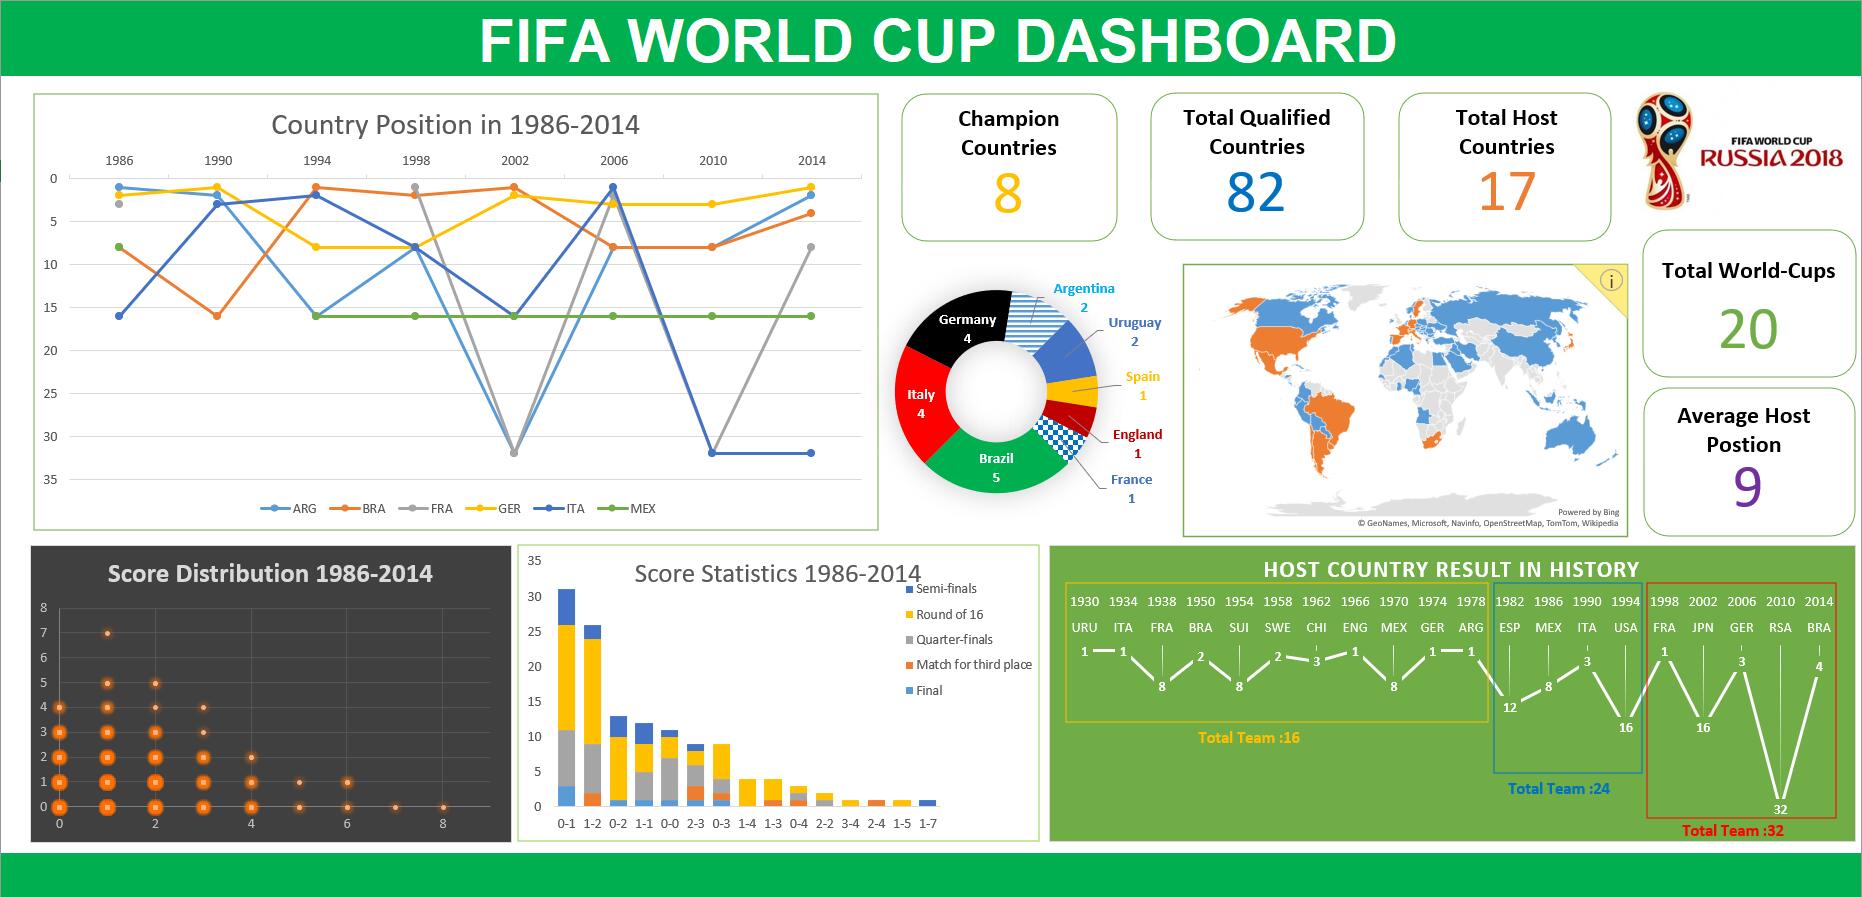 FIFA WORLD CUP DASHBOARD
Country Position in 1986-2014
1986 1990 1994 1998 2002 2006 2010 2014
0
5
10
15
20
25
30
35
ARG BRA FRA GER ITA MEX
Champion
Countries
8
Total Qualified
Countries
82
Total Host
Countries
17
FIFA WORLD CUP
RUSSIA 2018
Argentina
2
Uruguay
2
Spain
1
England
1
France
1
Brazil
5
Italy
4
Germany
4
i
Powered by Bing
© GeoNames, Microsoft, Navinfo, OpenStreetMap, TomTom, Wikipedia
Total World-Cups
20
Average Host
Postion
9
Score Distribution 1986-2014
8
7
6
5
4
3
2
1
0
0 2 4 6 8
Score Statistics 1986-2014
35
30
25
20
15
10
5
0
0-1 1-2 0-2 1-1 0-0 2-3 0-3 1-4 1-3 0-4 2-2 3-4 2-4 1-5 1-7
Semi-finals
Round of 16
Quarter-finals
Match for third place
Final
HOST COUNTRY RESULT IN HISTORY
1930 1934 1938 1950 1954 1958 1962 1966 1970 1974 1978 1982 1986 1990 1994 1998 2002 2006 2010 2014
URU ITA FRA BRA SUI SWE CHI ENG MEX GER ARG ESP MEX ITA USA FRA JPN GER RSA BRA
1 1 8 2 8 2 3 1 8 1 1 12 8 3 16 1 16 3 32 4
Total Team :16
Total Team :24
Total Team :32